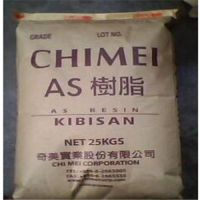 GRADE LOT NO.
CHIMEI
AS 樹脂
AS RESIN
KIBISAN
NET 25KGS
奇美實業股份有限公司
CHI MEI CORPORATION